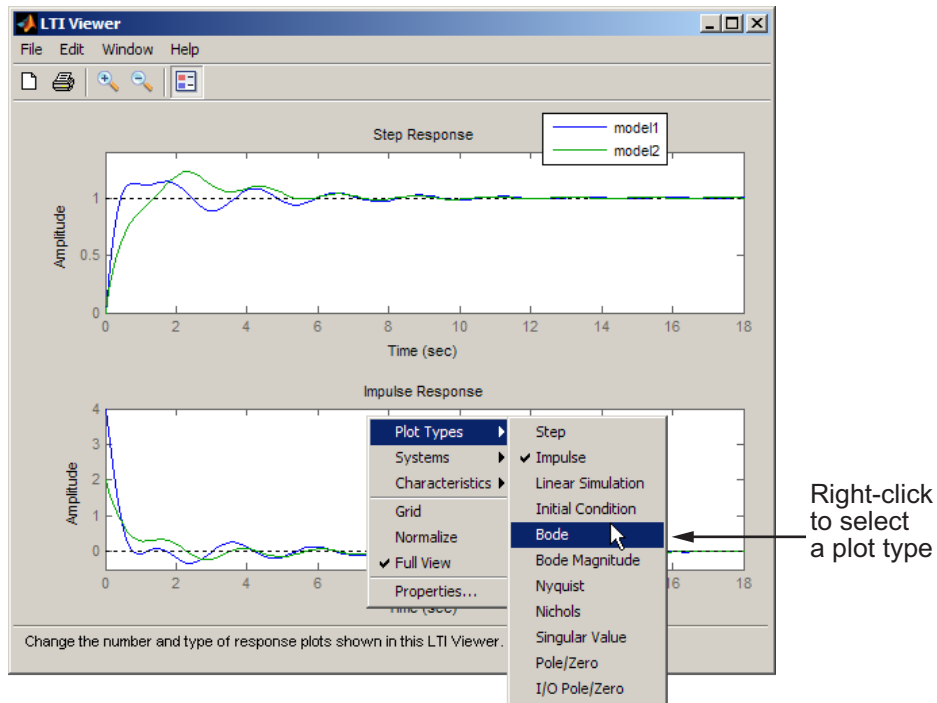 LTI Viewer
File Edit Window Help
Step Response
model1
model2
Amplitude
1
0.5
0
0 2 4 6 8 10 12 14 16 18
Time (sec)
Impulse Response
Amplitude
4
3
2
1
0
0 2 4 6 18
Time (sec)
Plot Types
Systems
Characteristics
Grid
Normalize
Full View
Properties...
Step
Impulse
Linear Simulation
Initial Condition
Bode
Bode Magnitude
Nyquist
Nichols
Singular Value
Pole/Zero
I/O Pole/Zero
Right-click
to select
a plot type
Change the number and type of response plots shown in this LTI Viewer.